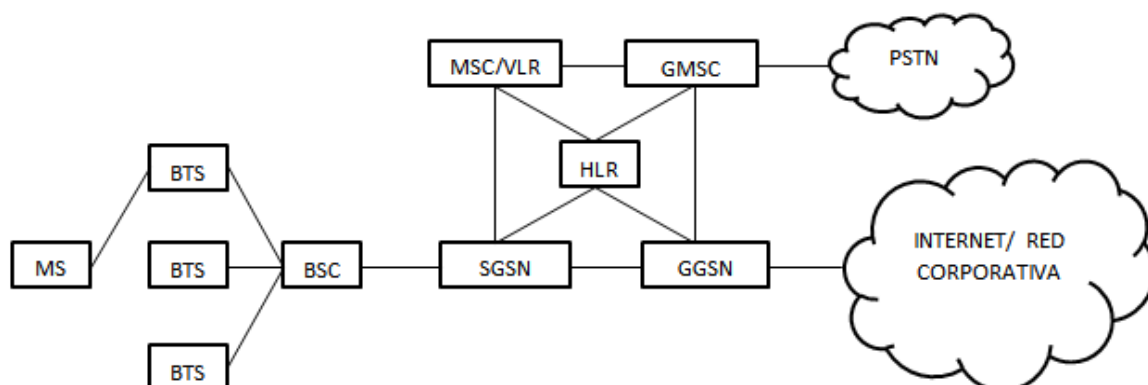 MSC/VLR
GMSC
PSTN
HLR
BTS
MS
BTS
BSC
SGSN
GGSN
INTERNET/ RED
CORPORATIVA
BTS